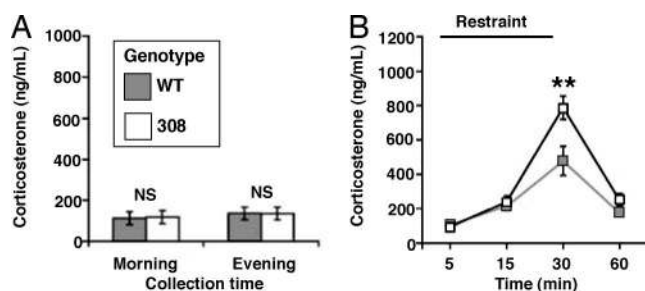 A
Corticosterone (ng/mL)
1000
800
600
400
200
0
Genotype
WT
308
NS
NS
Morning
Evening
Collection time
B
Restraint
Corticosterone (ng/mL)
1200
1000
800
600
400
200
0
**
5
15
30
60
Time (min)